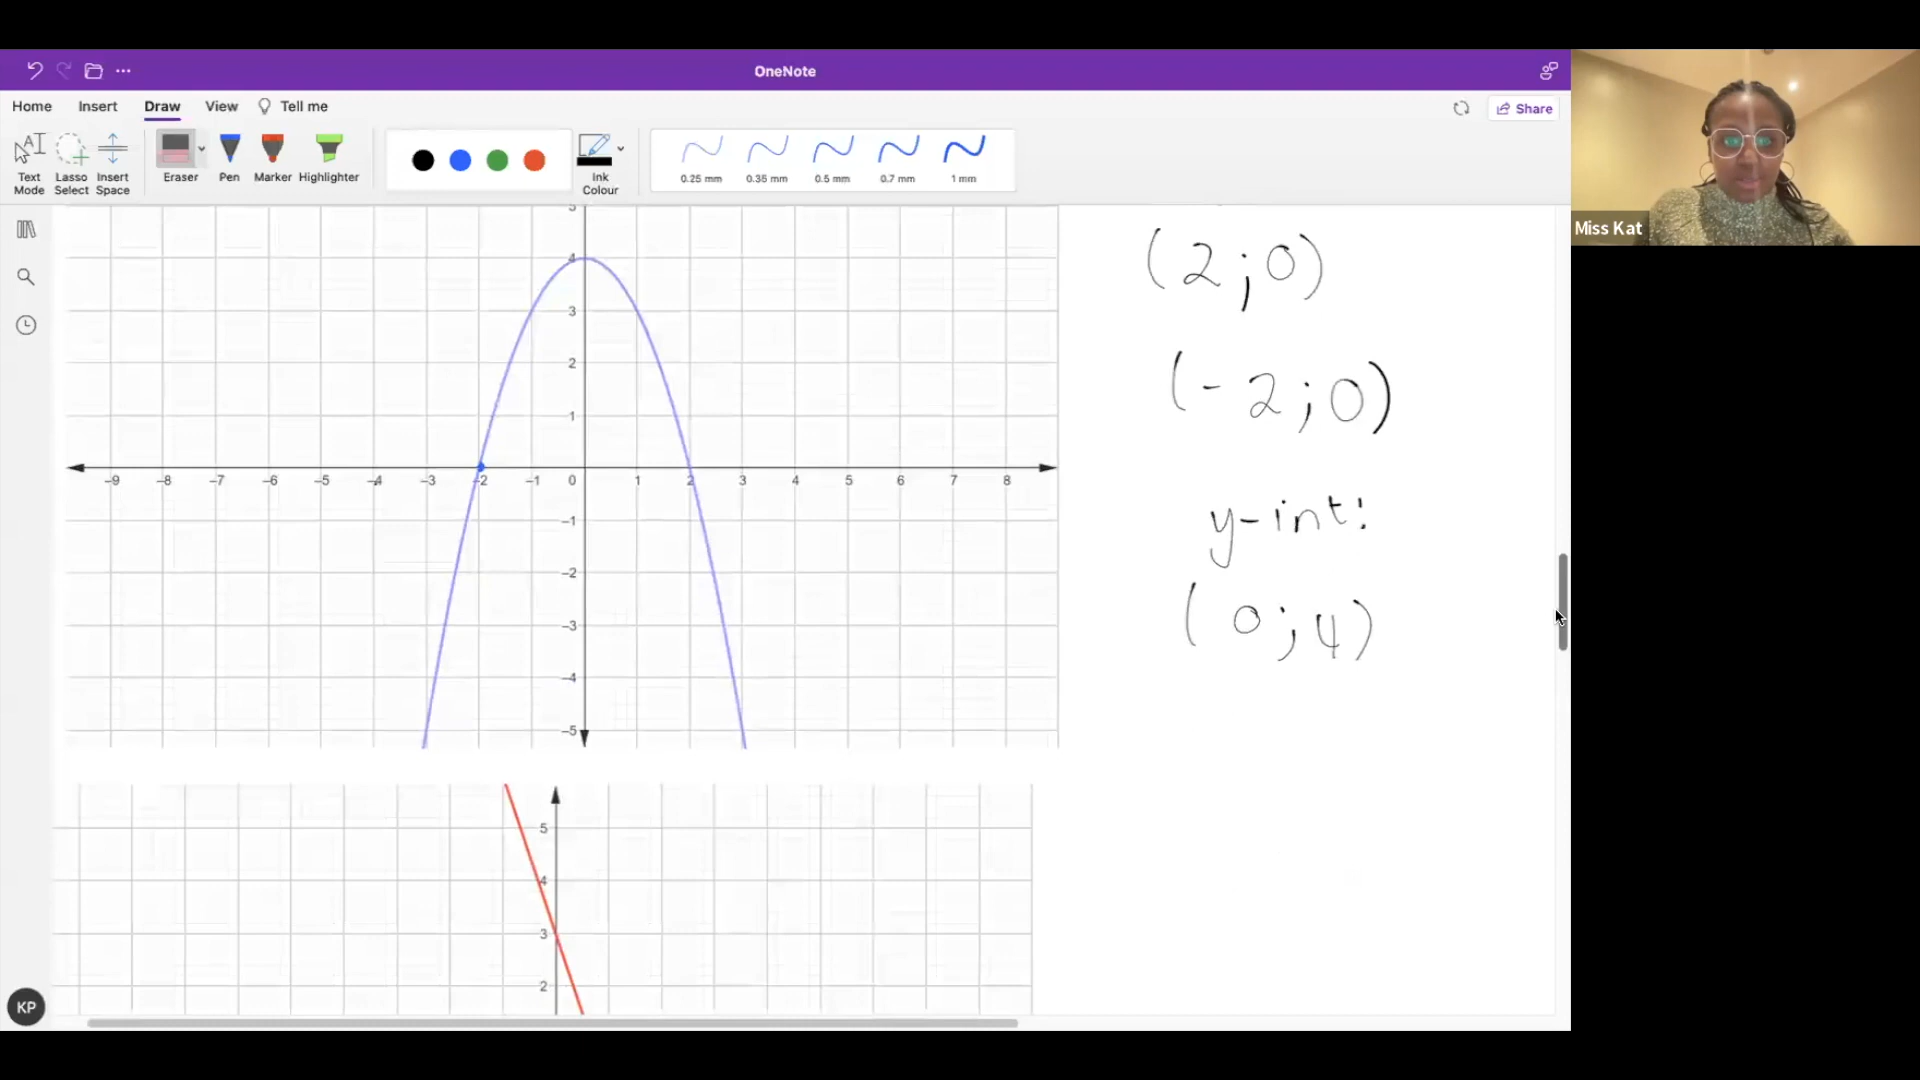 OneNote
Home Insert Draw View Tell me
Share
Text Mode
Lasso Select
Insert Space
Eraser
Pen
Marker
Highlighter
Ink Colour
0.25 mm 0.35 mm 0.5 mm 0.7 mm 1 mm
Miss Kat
5
4
3
2
1
-9 -8 -7 -6 -5 -4 -3 -2 -1 0 1 2 3 4 5 6 7 8
-1
-2
-3
-4
-5
(2;0)
(-2;0)
y-int:
(0;4)
5
4
3
2
KP